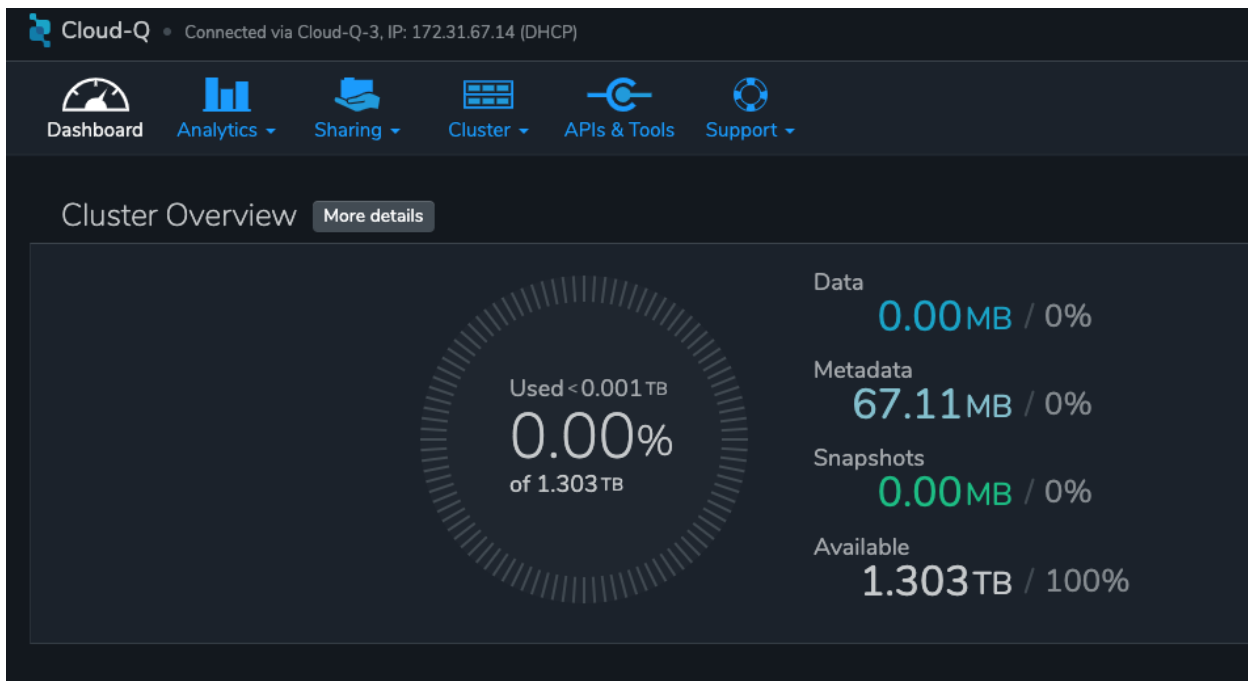 Cloud-Q • Connected via Cloud-Q-3, IP: 172.31.67.14 (DHCP)
Dashboard Analytics Sharing Cluster APIs & Tools Support
Cluster Overview More details
Used <0.001 TB
0.00%
of 1.303 TB
Data
0.00 MB / 0%
Metadata
67.11 MB / 0%
Snapshots
0.00 MB / 0%
Available
1.303 TB / 100%